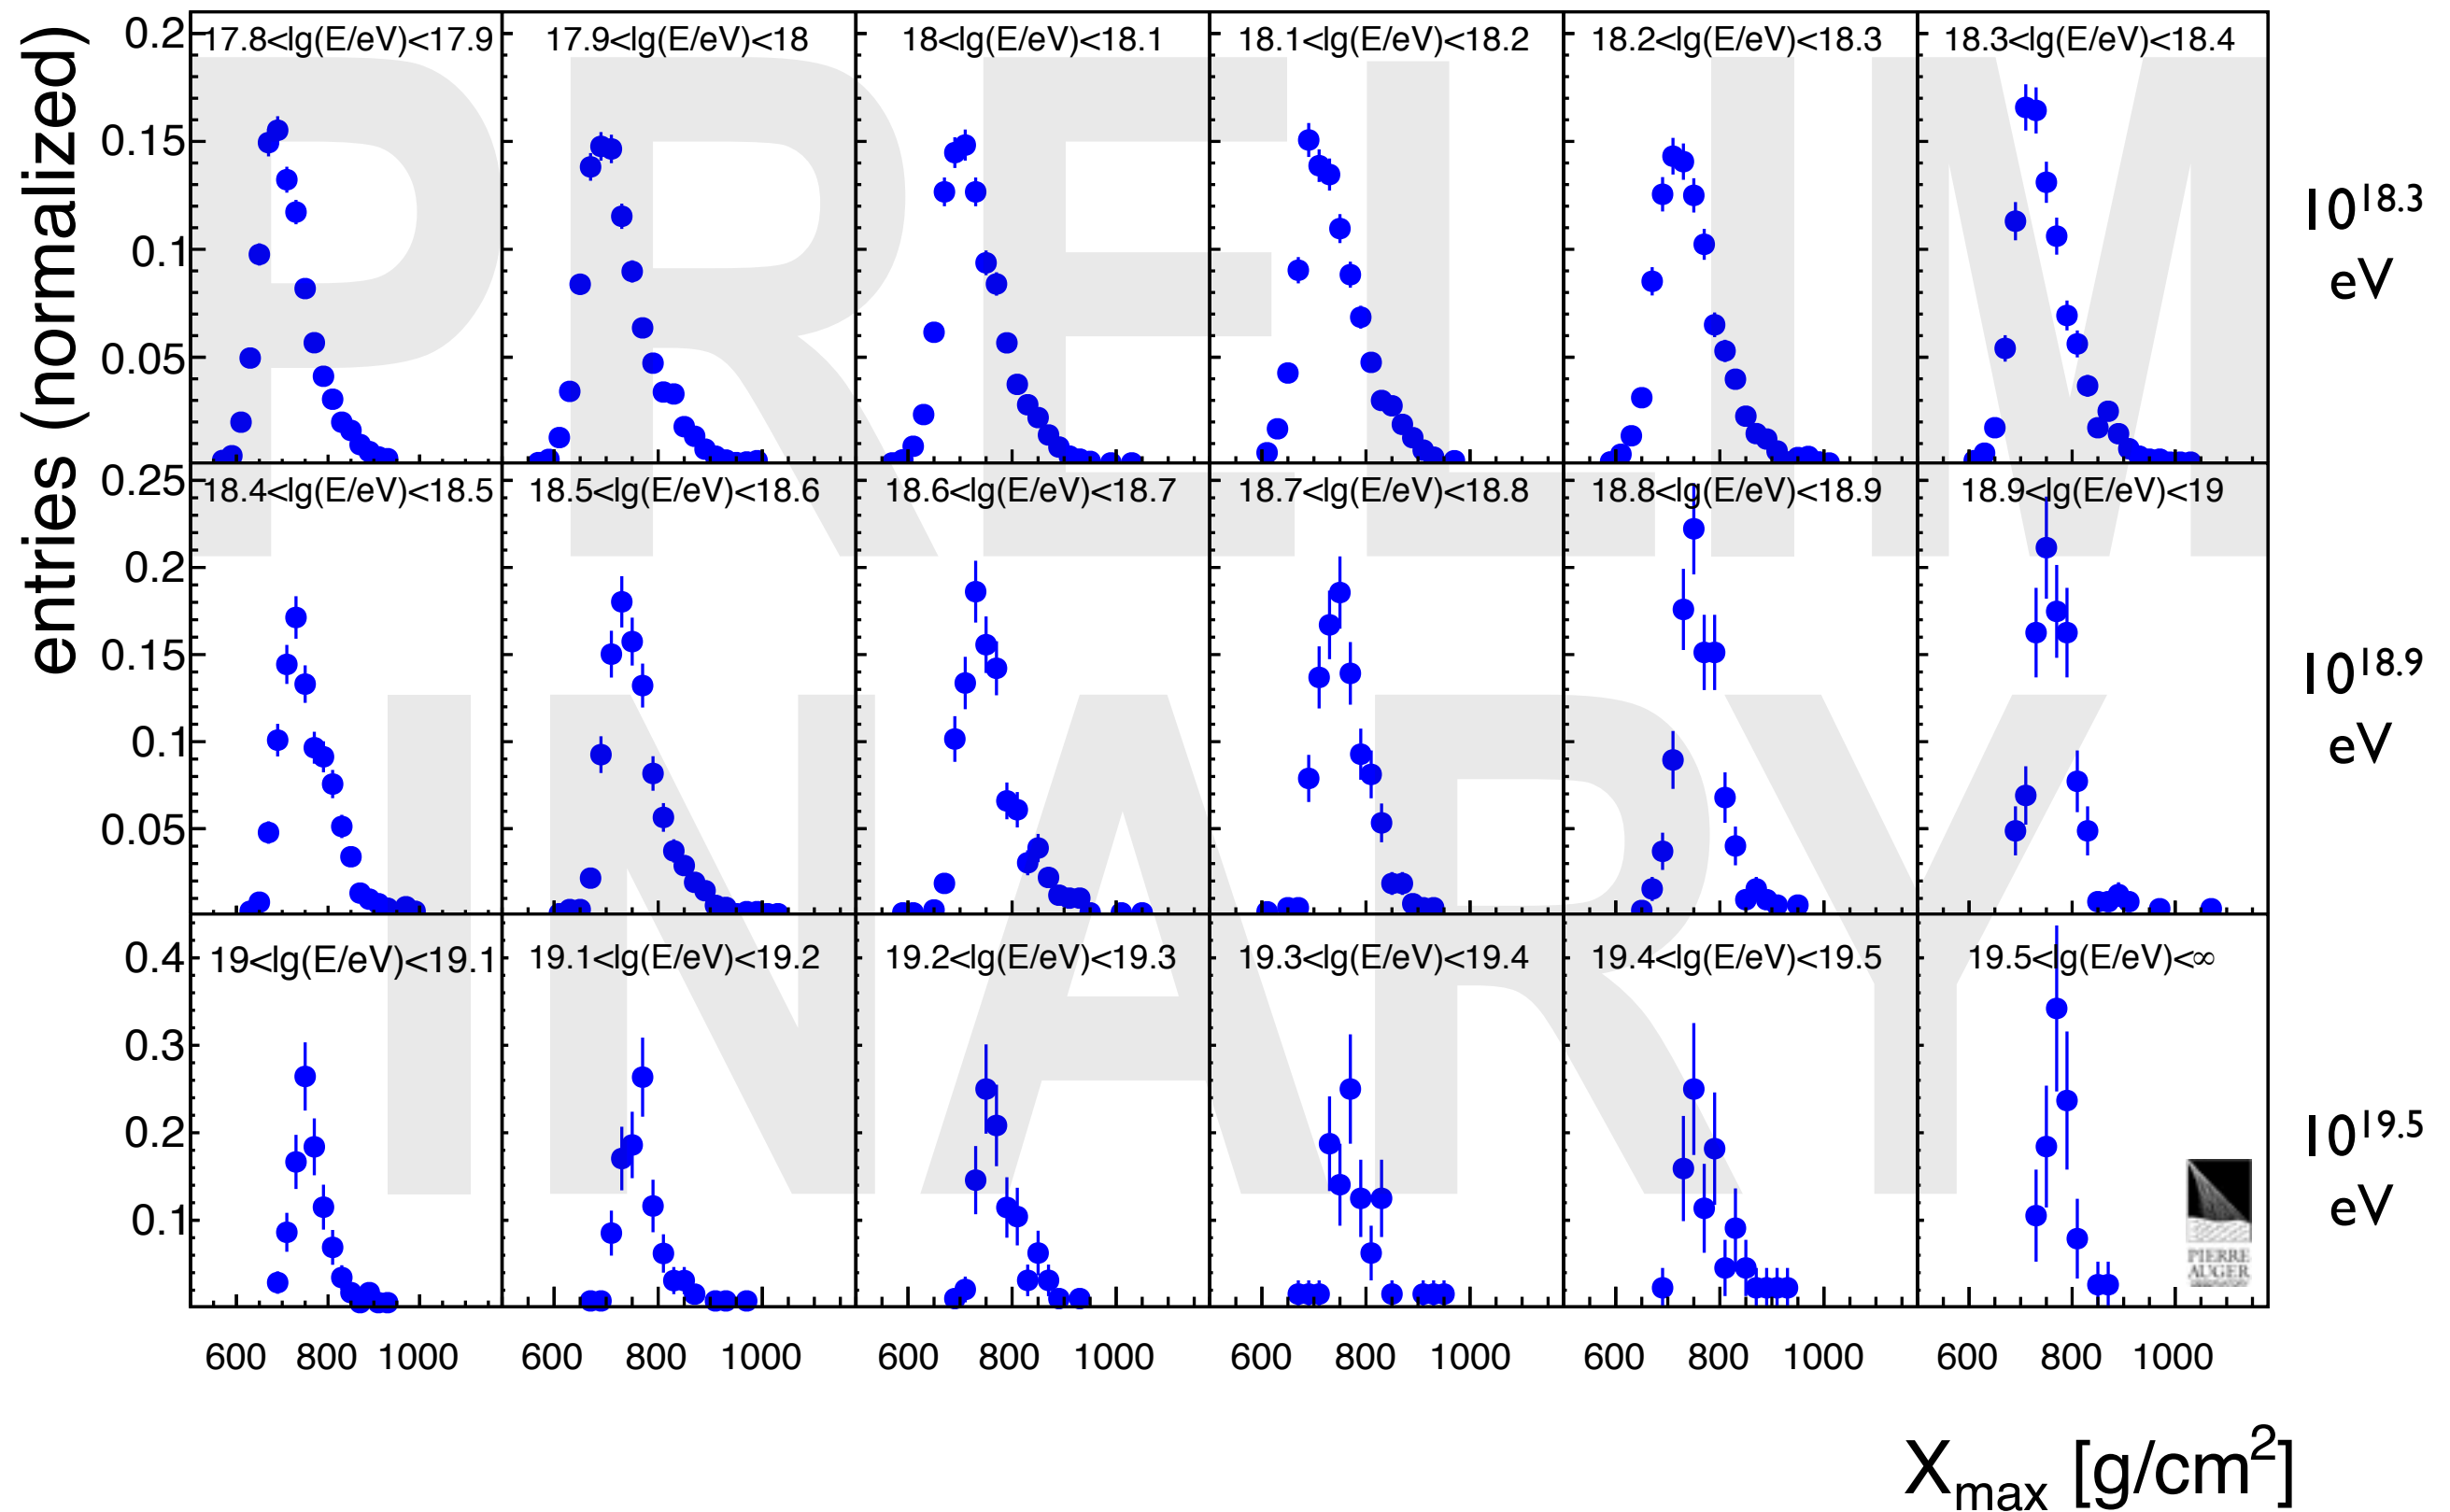 entries (normalized)
0.2
0.15
0.1
0.05
17.8<lg(E/eV)<17.9
17.9<lg(E/eV)<18
18<lg(E/eV)<18.1
18.1<lg(E/eV)<18.2
18.2<lg(E/eV)<18.3
18.3<lg(E/eV)<18.4
10^18.3
eV
0.25
0.2
0.15
0.1
0.05
18.4<lg(E/eV)<18.5
18.5<lg(E/eV)<18.6
18.6<lg(E/eV)<18.7
18.7<lg(E/eV)<18.8
18.8<lg(E/eV)<18.9
18.9<lg(E/eV)<19
10^18.9
eV
0.4
0.3
0.2
0.1
19<lg(E/eV)<19.1
19.1<lg(E/eV)<19.2
19.2<lg(E/eV)<19.3
19.3<lg(E/eV)<19.4
19.4<lg(E/eV)<19.5
19.5<lg(E/eV)<∞
10^19.5
eV
PRELIM
INARY
PIERRE
AUGER
600 800 1000 600 800 1000 600 800 1000 600 800 1000 600 800 1000 600 800 1000
X_max [g/cm²]